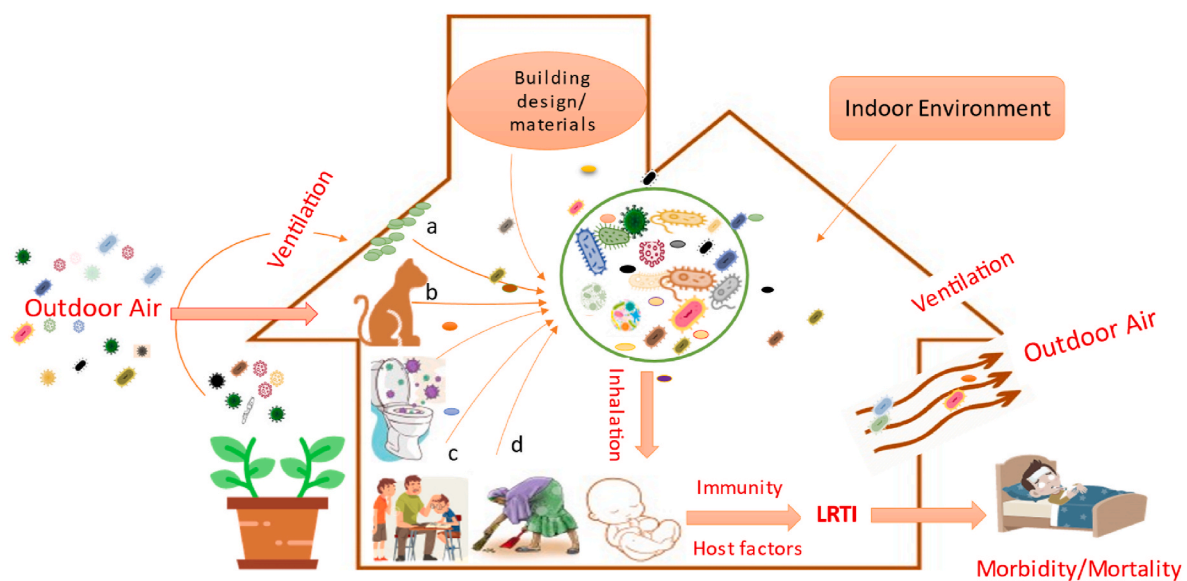 Building
design/
materials
Indoor Environment
Ventilation
a
Outdoor Air
b
Ventilation
Outdoor Air
Inhalation
c
d
Immunity
LRTI
Host factors
Morbidity/Mortality